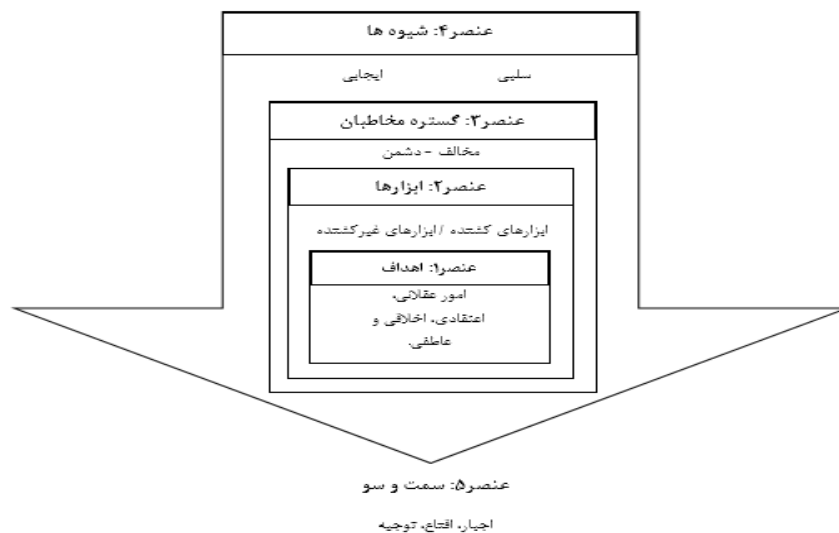 عنصر۴: شیوه ها
سلبی ایجابی
عنصر۳: گستره مخاطبان
مخالف - دشمن
عنصر۲: ابزارها
ابزارهای کشنده / ابزارهای غیرکشنده
عنصر۱: اهداف
امور عقلانی،
اعتقادی، اخلاقی و
عاطفی.
عنصر۵: سمت و سو
اجبار، اقناع، توجیه